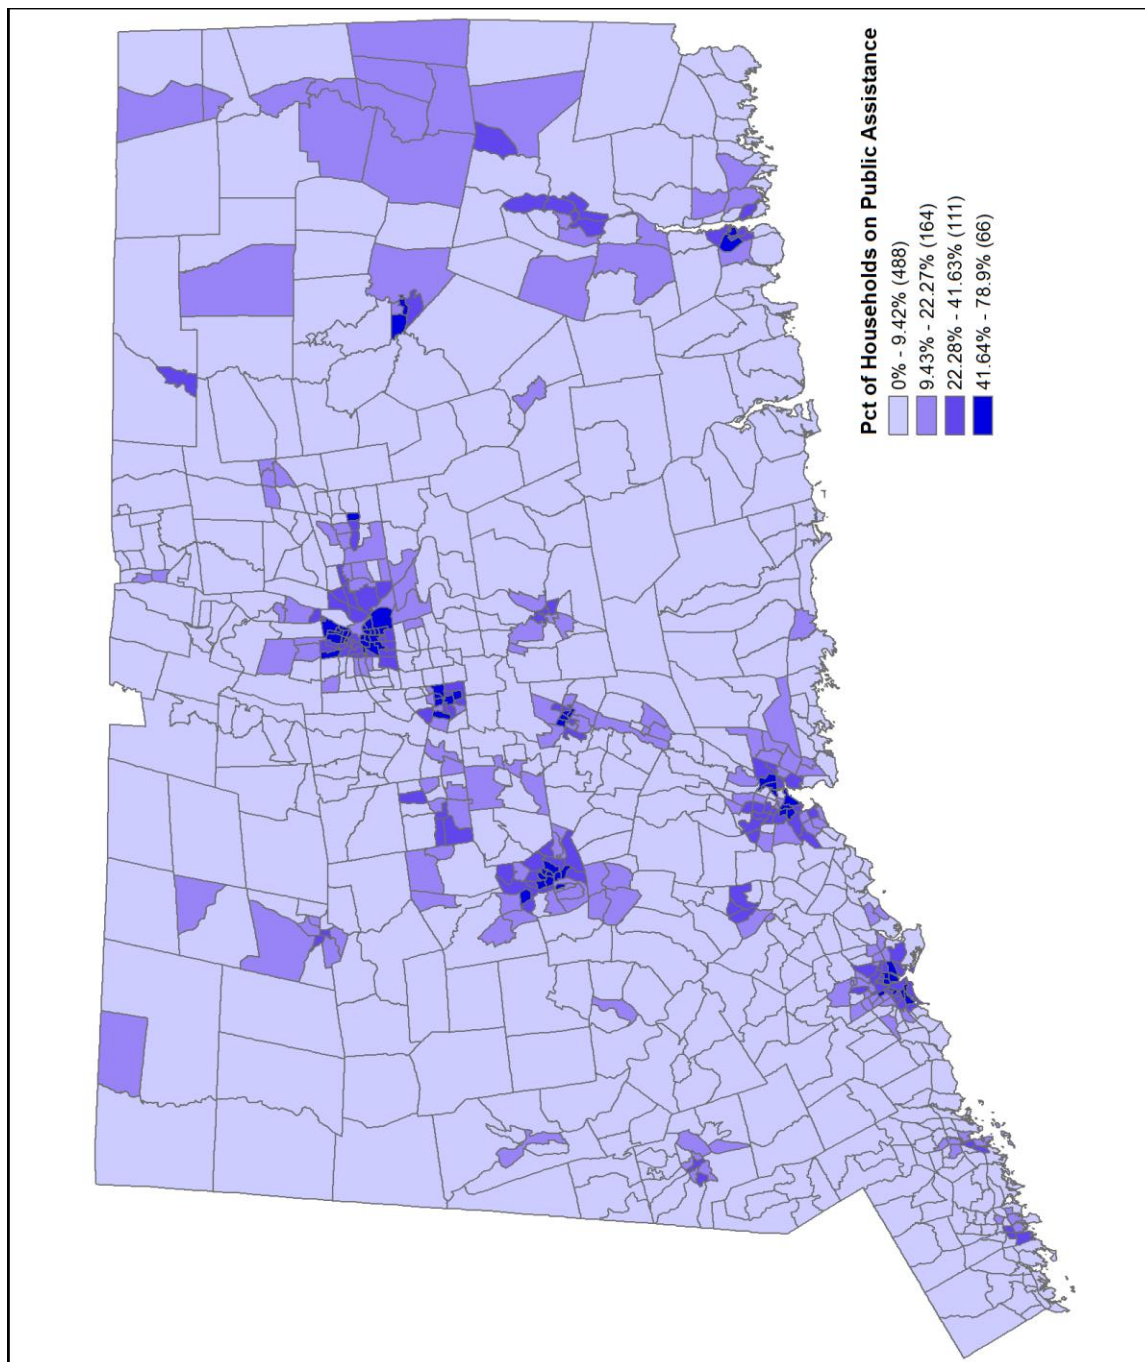 Pct of Households on Public Assistance
0% - 9.42% (488)
9.43% - 22.27% (164)
22.28% - 41.63% (111)
41.64% - 78.9% (66)